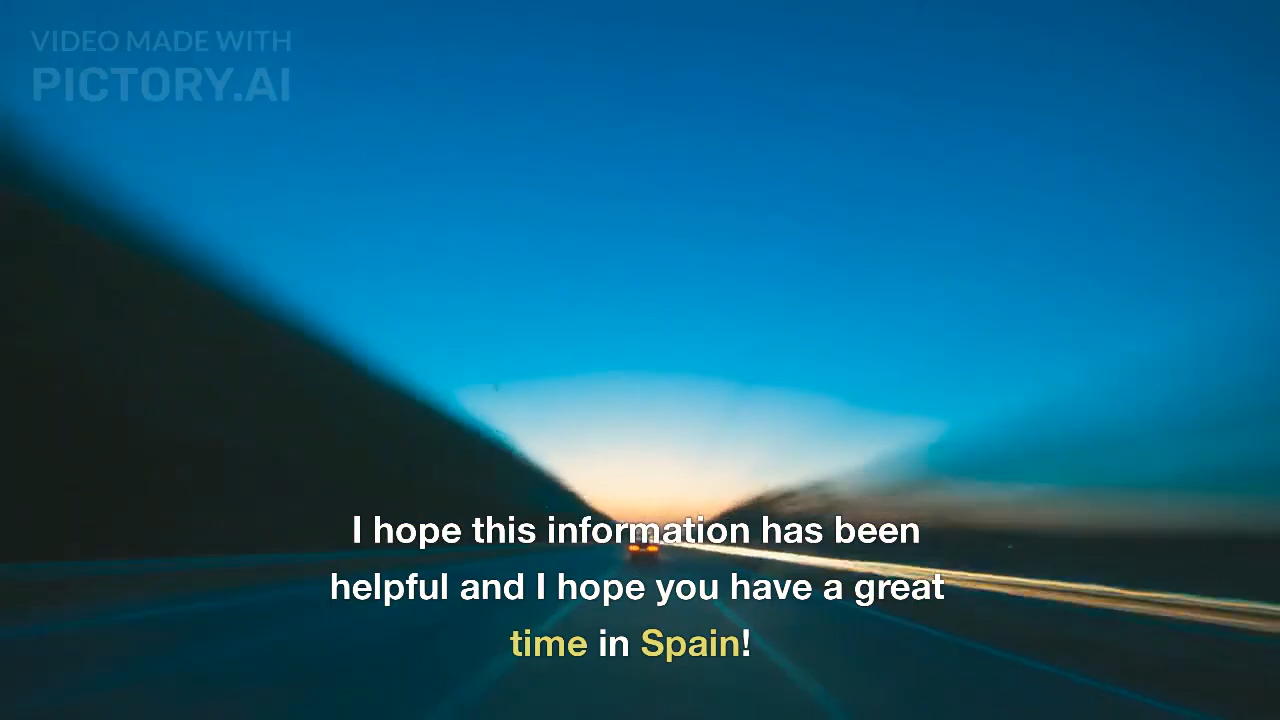 VIDEO MADE WITH
PICTORY.AI
I hope this information has been
helpful and I hope you have a great
time in Spain!